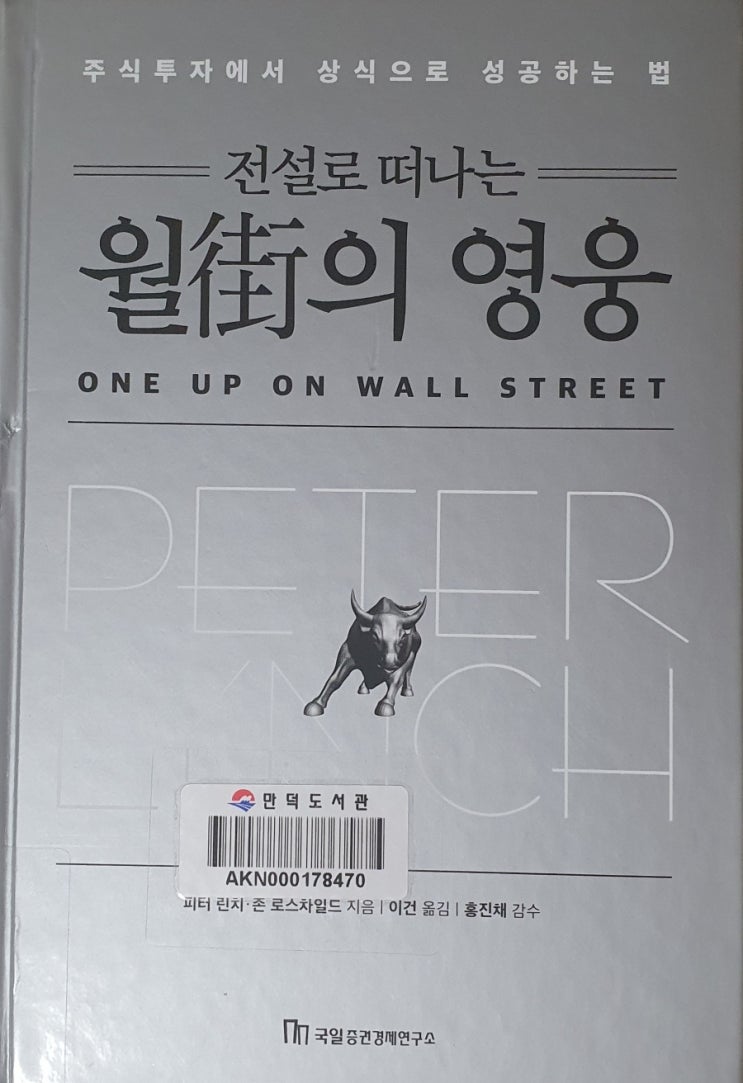 주식투자에서 상식으로 성공하는 법
전설로 떠나는
월街의 영웅
ONE UP ON WALL STREET
PETER
LYNCH
만덕도서관
AKN000178470
피터 린치·존 로스차일드 지음 | 이건 옮김 | 홍진채 감수
국일증권경제연구소